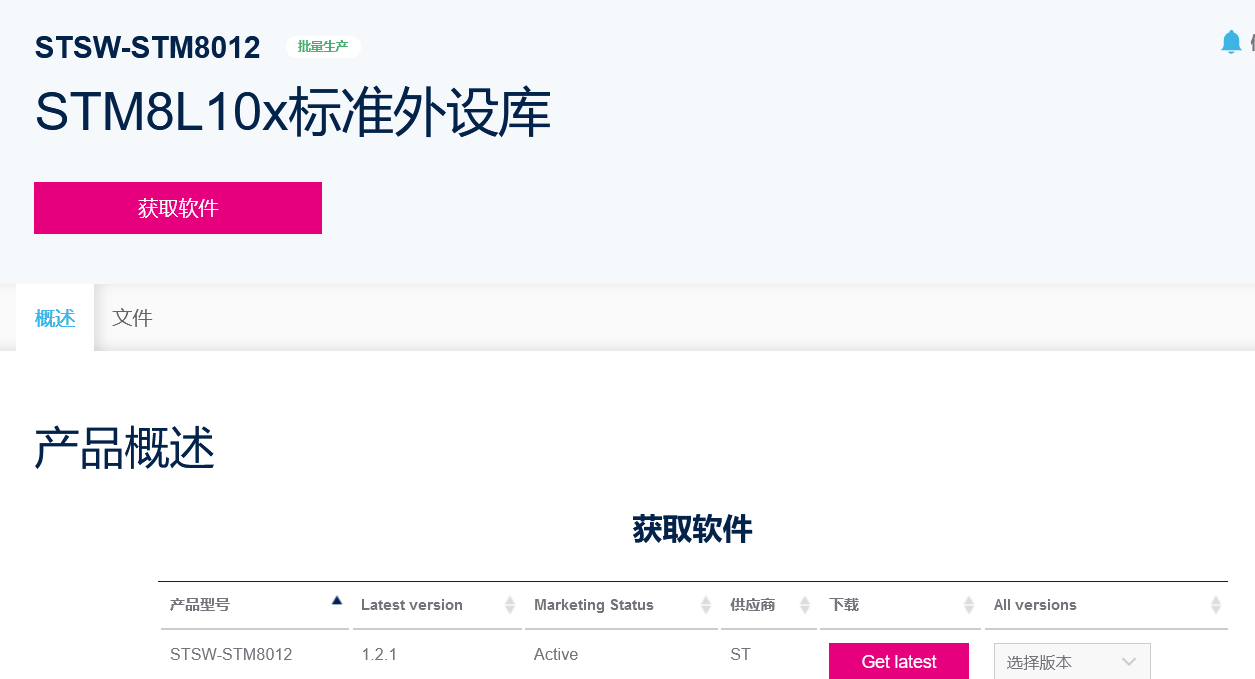 STSW-STM8012 批量生产
STM8L10x标准外设库
获取软件
概述 文件
产品概述
获取软件
产品型号 Latest version Marketing Status 供应商 下载 All versions
STSW-STM8012 1.2.1 Active ST Get latest 选择版本